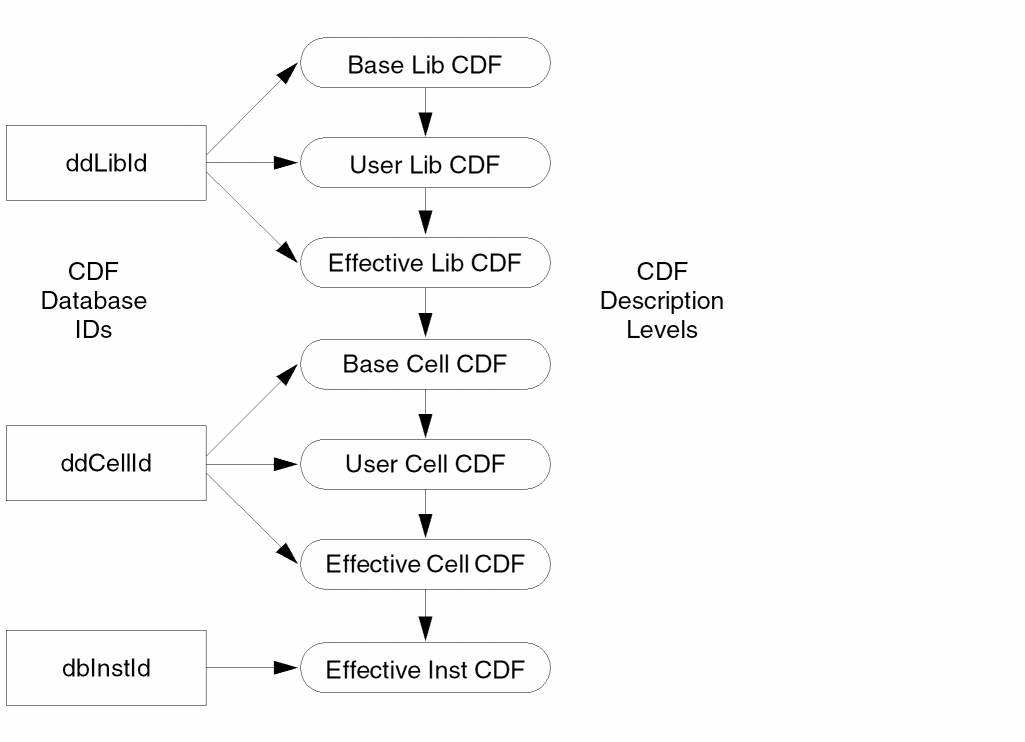 Base Lib CDF
ddLibId
User Lib CDF
Effective Lib CDF
CDF
Database
IDs
CDF
Description
Levels
Base Cell CDF
ddCellId
User Cell CDF
Effective Cell CDF
dbInstId
Effective Inst CDF